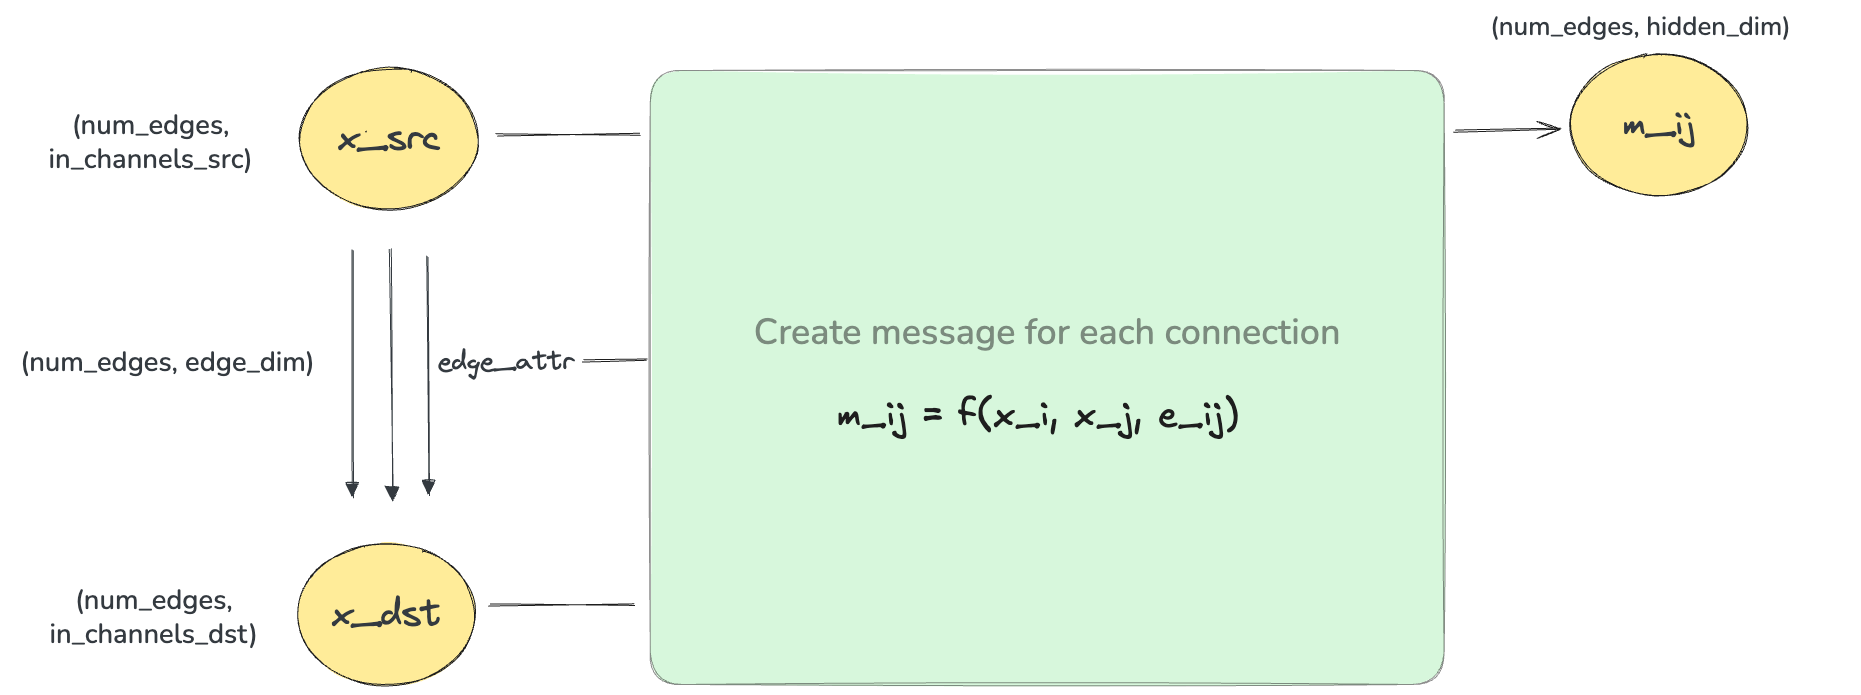 (num_edges, hidden_dim)
(num_edges,
in_channels_src)
x_src
m_ij
Create message for each connection
(num_edges, edge_dim)
edge_attr
m_ij = f(x_i, x_j, e_ij)
(num_edges,
in_channels_dst)
x_dst